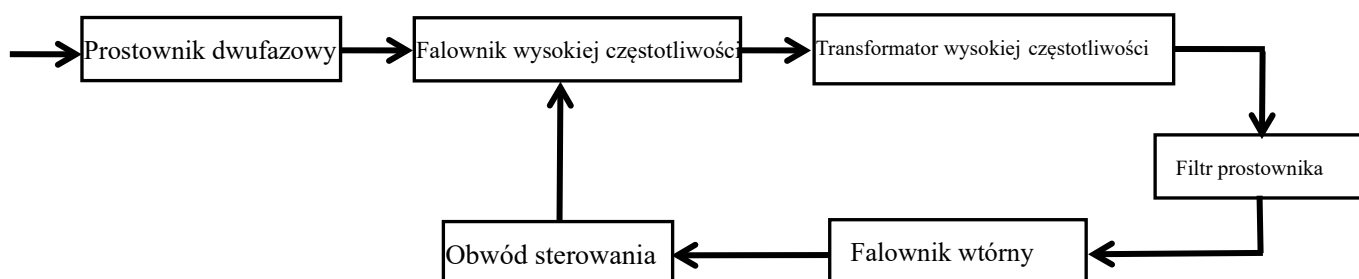 Prostownik dwufazowy
Falownik wysokiej częstotliwości
Transformator wysokiej częstotliwości
Filtr prostownika
Falownik wtórny
Obwód sterowania